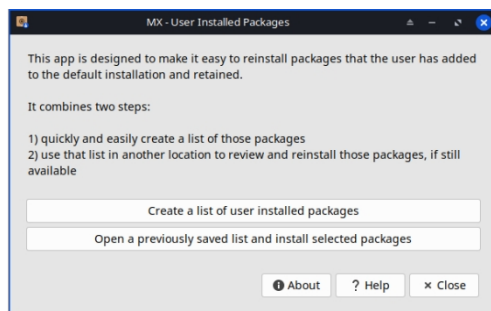 MX - User Installed Packages
This app is designed to make it easy to reinstall packages that the user has added
to the default installation and retained.
It combines two steps:
1) quickly and easily create a list of those packages
2) use that list in another location to review and reinstall those packages, if still
available
Create a list of user installed packages
Open a previously saved list and install selected packages
About ? Help × Close